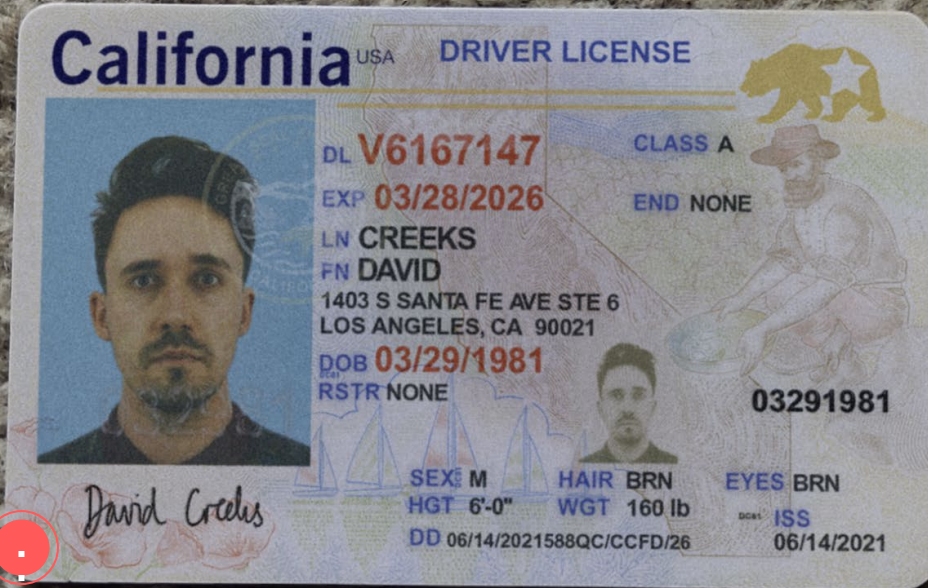 California USA DRIVER LICENSE
DL V6167147 CLASS A
EXP 03/28/2026 END NONE
LN CREEKS
FN DAVID
1403 S SANTA FE AVE STE 6
LOS ANGELES, CA 90021
DOB 03/29/1981
RSTR NONE
03291981
SEX M HAIR BRN EYES BRN
HGT 6'-0" WGT 160 lb ISS
DD 06/14/2021588QC/CCFD/26 06/14/2021
David Creeks